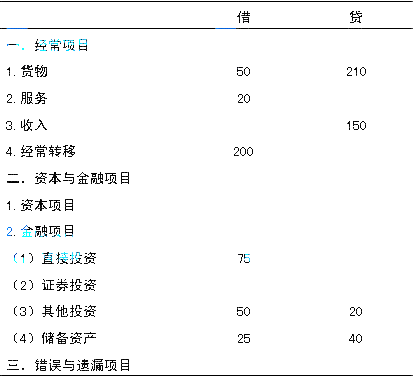 借 贷
一．经常项目
1. 货物 50 210
2. 服务 20
3. 收入 150
4. 经常转移 200
二．资本与金融项目
1. 资本项目
2. 金融项目
（1）直接投资 75
（2）证券投资
（3）其他投资 50 20
（4）储备资产 25 40
三．错误与遗漏项目